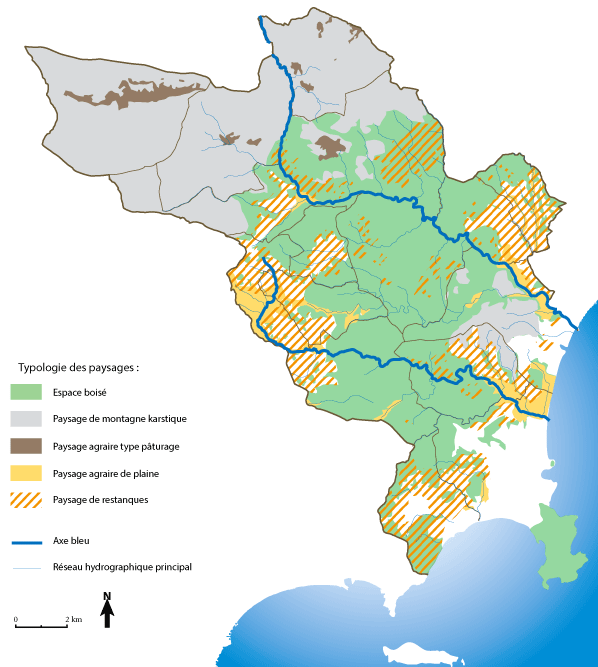 Typologie des paysages :
Espace boisé
Paysage de montagne karstique
Paysage agraire type pâturage
Paysage agraire de plaine
Paysage de restanques
Axe bleu
Réseau hydrographique principal
N
0 2 km